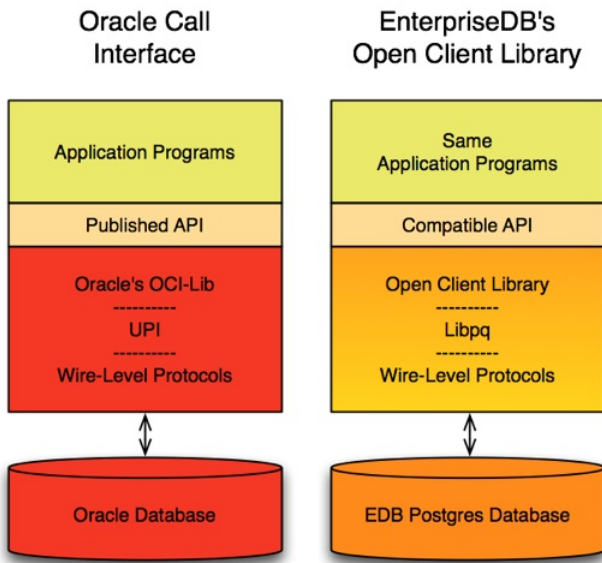 Oracle Call
Interface
Application Programs
Published API
Oracle's OCI-Lib
----------
UPI
----------
Wire-Level Protocols
Oracle Database
EnterpriseDB's
Open Client Library
Same
Application Programs
Compatible API
Open Client Library
----------
Libpq
----------
Wire-Level Protocols
EDB Postgres Database